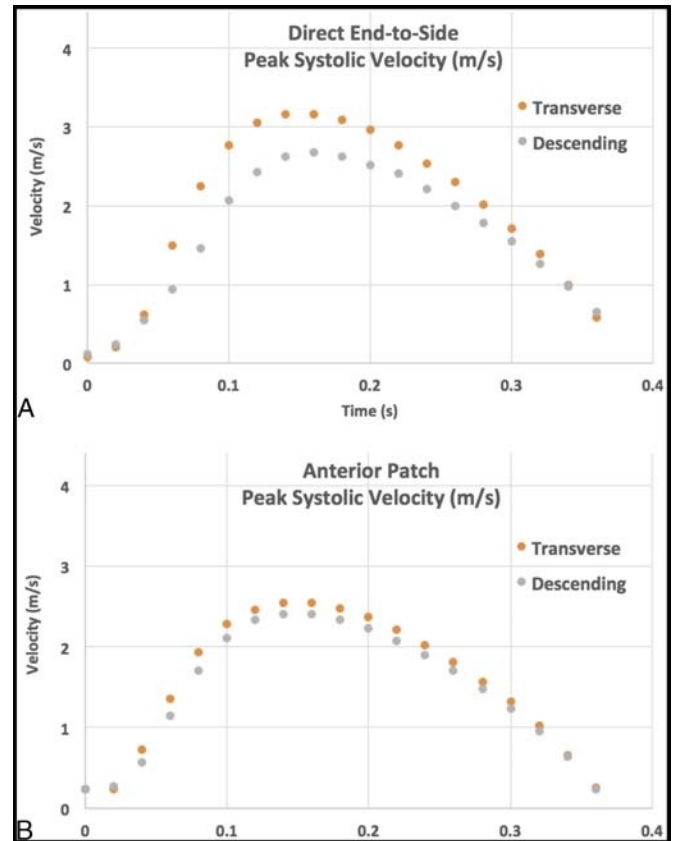 Direct End-to-Side
Peak Systolic Velocity (m/s)
4
3
2
1
0
Velocity (m/s)
Transverse
Descending
0 0.1 0.2 0.3 0.4
Time (s)
A
Anterior Patch
Peak Systolic Velocity (m/s)
4
3
2
1
0
Velocity (m/s)
Transverse
Descending
0 0.1 0.2 0.3 0.4
B